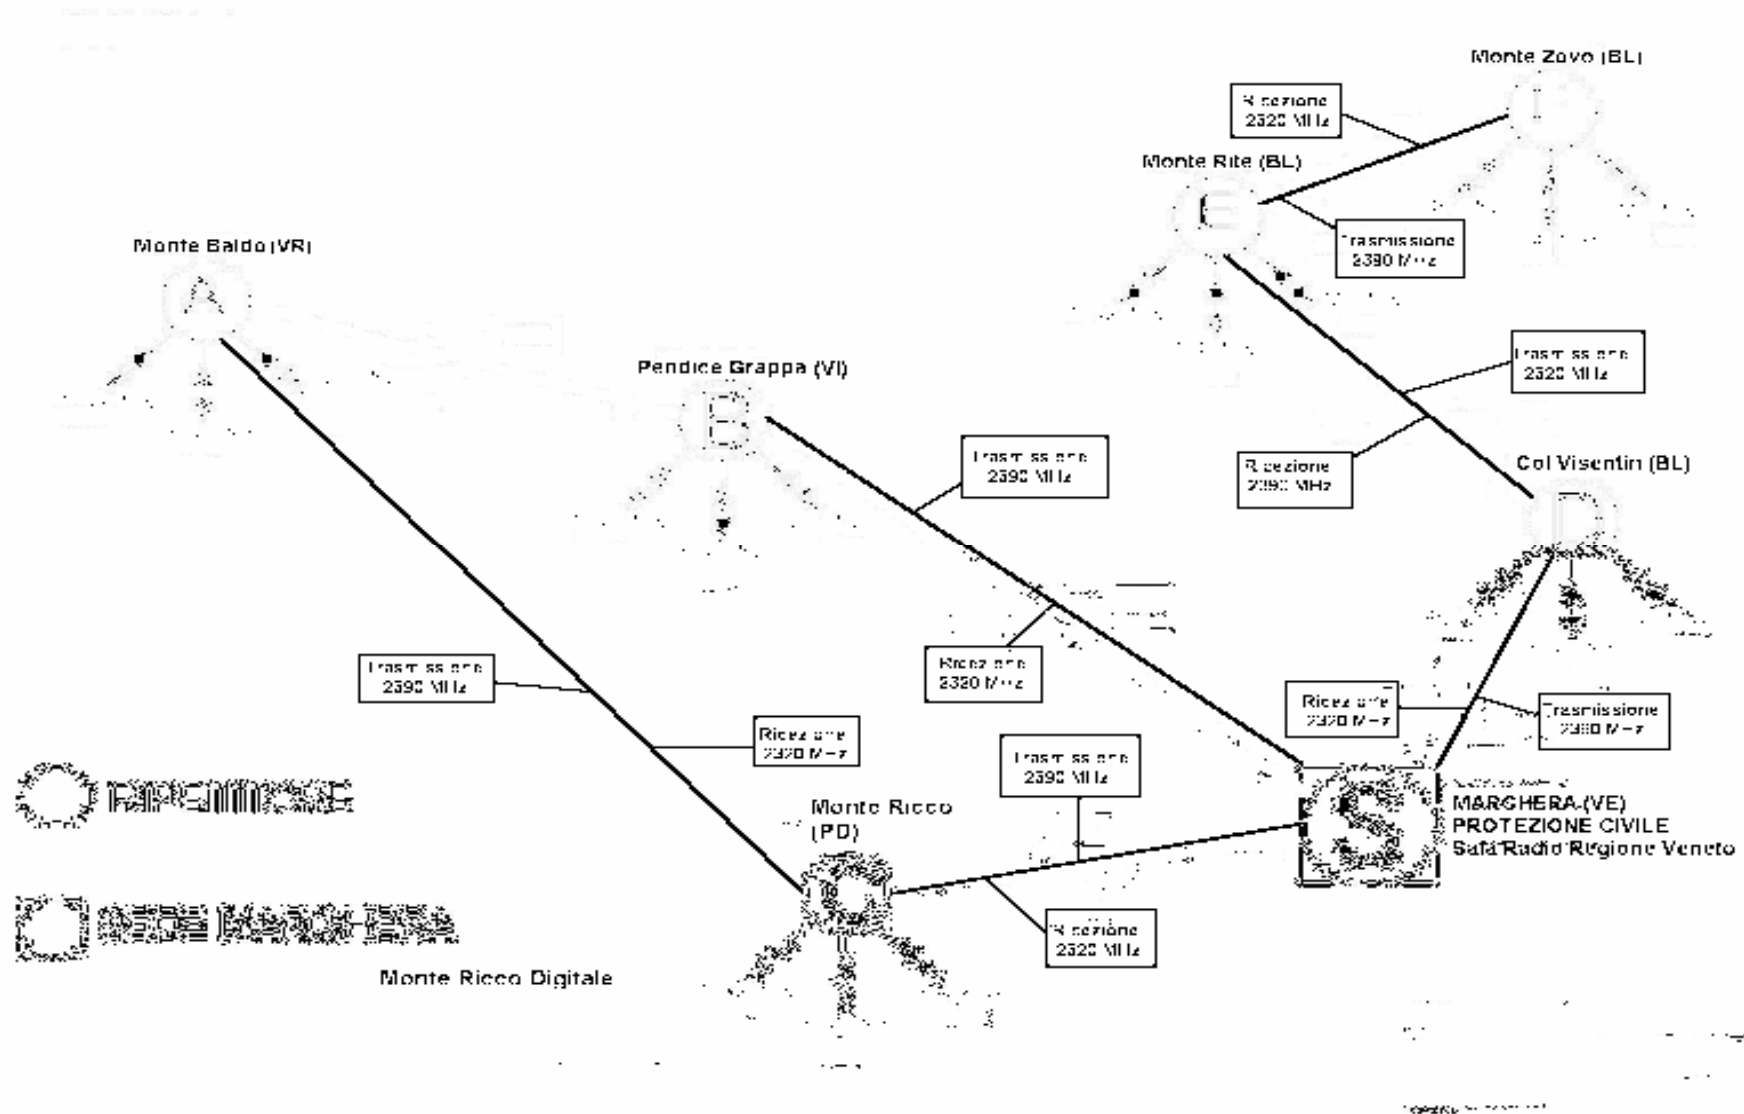 Monte Zovo (BL)
Ricezione
2320 MHz
Monte Rite (BL)
E
Trasmissione
2390 MHz
Monte Baldo (VR)
A
Trasmissione
2320 MHz
Pendice Grappa (VI)
B
Trasmissione
2390 MHz
Ricezione
2390 MHz
Col Visentin (BL)
D
Ricezione
2320 MHz
Trasmissione
2390 MHz
Ricezione
2320 MHz
Trasmissione
2390 MHz
Ricezione
2320 MHz
Trasmissione
2390 MHz
Monte Ricco
(PD)
C
S
MARGHERA (VE)
PROTEZIONE CIVILE
Sala Radio Regione Veneto
Ricezione
2320 MHz
Monte Ricco Digitale